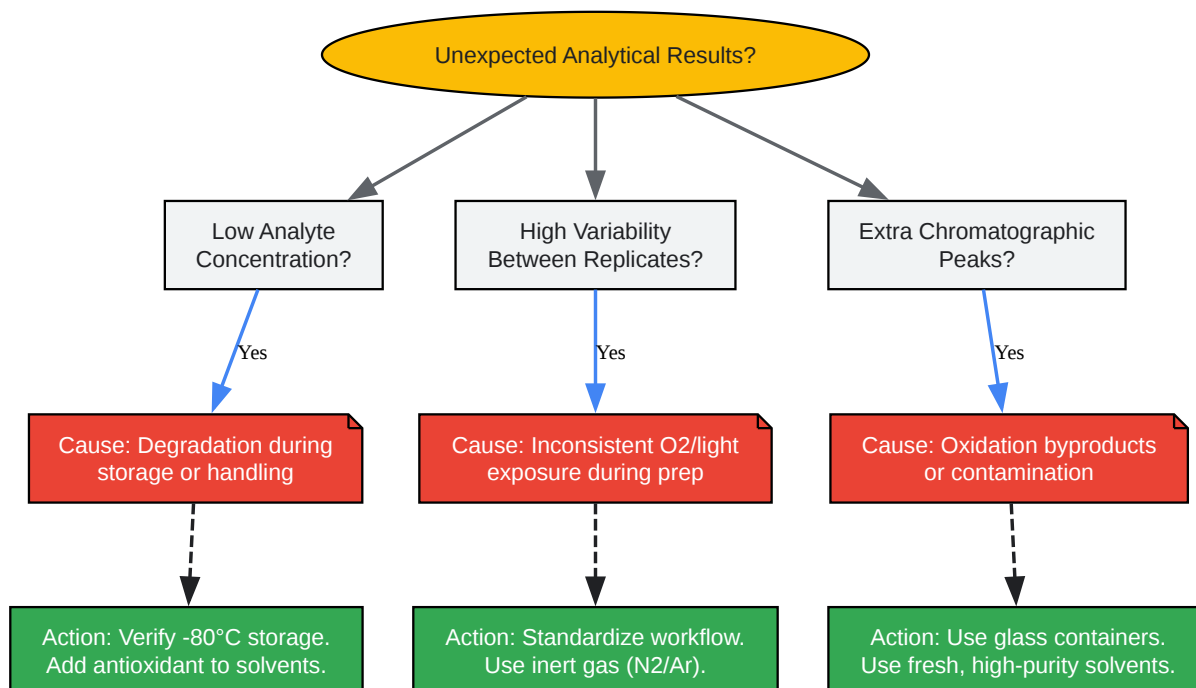 Unexpected Analytical Results?
Low Analyte
Concentration?
High Variability
Between Replicates?
Extra Chromatographic
Peaks?
Yes
Yes
Yes
Cause: Degradation during
storage or handling
Cause: Inconsistent O2/light
exposure during prep
Cause: Oxidation byproducts
or contamination
Action: Verify -80°C storage.
Add antioxidant to solvents.
Action: Standardize workflow.
Use inert gas (N2/Ar).
Action: Use glass containers.
Use fresh, high-purity solvents.